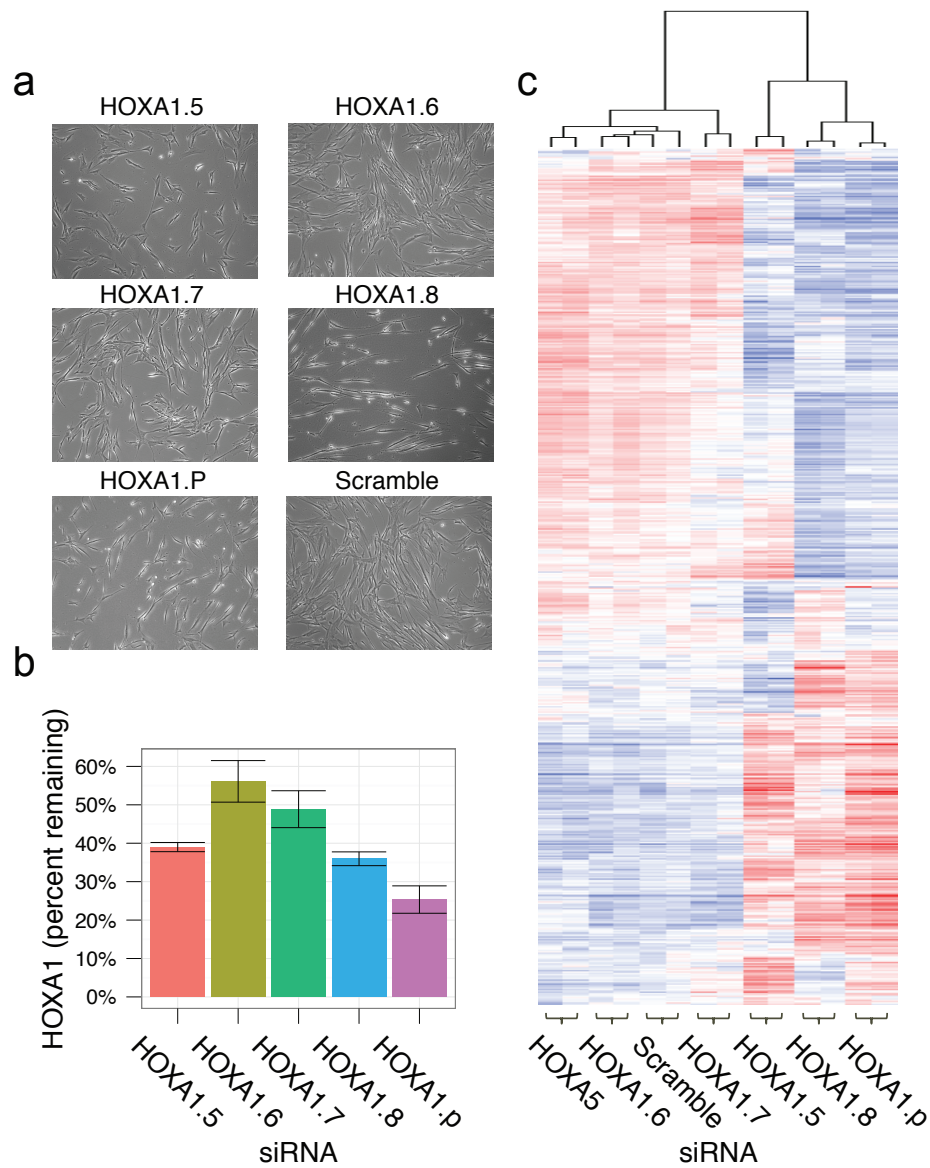 a
HOXA1.5
HOXA1.6
HOXA1.7
HOXA1.8
HOXA1.P
Scramble
b
HOXA1 (percent remaining)
60%
50%
40%
30%
20%
10%
0%
HOXA1.5
HOXA1.6
HOXA1.7
HOXA1.8
HOXA1.p
siRNA
c
HOXA5
HOXA1.6
Scramble
HOXA1.7
HOXA1.5
HOXA1.8
HOXA1.p
siRNA